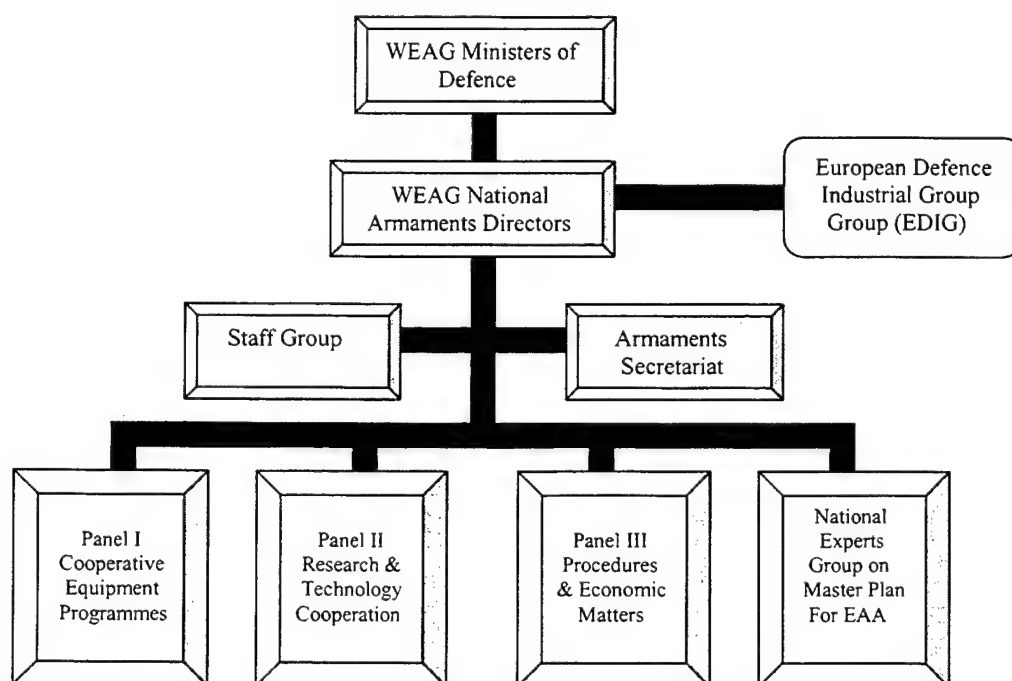 WEAG Ministers of
Defence
WEAG National
Armaments Directors
European Defence
Industrial Group
Group (EDIG)
Staff Group
Armaments
Secretariat
Panel I
Cooperative
Equipment
Programmes
Panel II
Research &
Technology
Cooperation
Panel III
Procedures
& Economic
Matters
National
Experts
Group on
Master Plan
For EAA